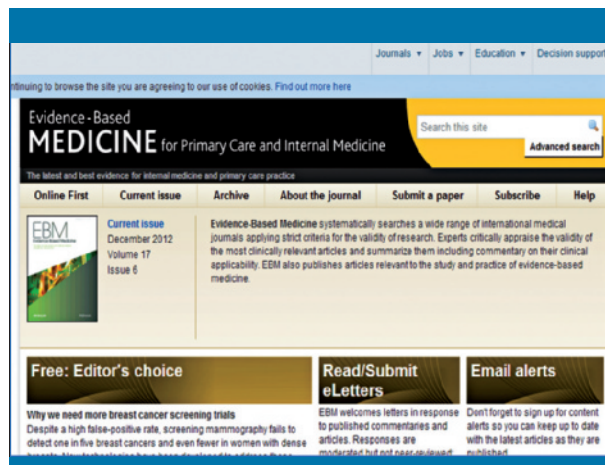 Journals ▾ Jobs ▾ Education ▾ Decision support
ntinuing to browse the site you are agreeing to our use of cookies. Find out more here
Evidence-Based
MEDICINE for Primary Care and Internal Medicine
Search this site
Advanced search
The latest and best evidence for internal medicine and primary care practice
Online First Current issue Archive About the journal Submit a paper Subscribe Help
EBM
Evidence-Based Medicine
Current issue
December 2012
Volume 17
Issue 6
Evidence-Based Medicine systematically searches a wide range of international medical
journals applying strict criteria for the validity of research. Experts critically appraise the validity of
the most clinically relevant articles and summarize them including commentary on their clinical
applicability. EBM also publishes articles relevant to the study and practice of evidence-based
medicine.
Free: Editor's choice
Why we need more breast cancer screening trials
Despite a high false-positive rate, screening mammography fails to
detect one in five breast cancers and even fewer in women with dense
Read/Submit
eLetters
EBM welcomes letters in response
to published commentaries and
articles. Responses are
moderated but not peer-reviewed
Email alerts
Don't forget to sign up for content
alerts so you can keep up to date
with the latest articles as they are
published.